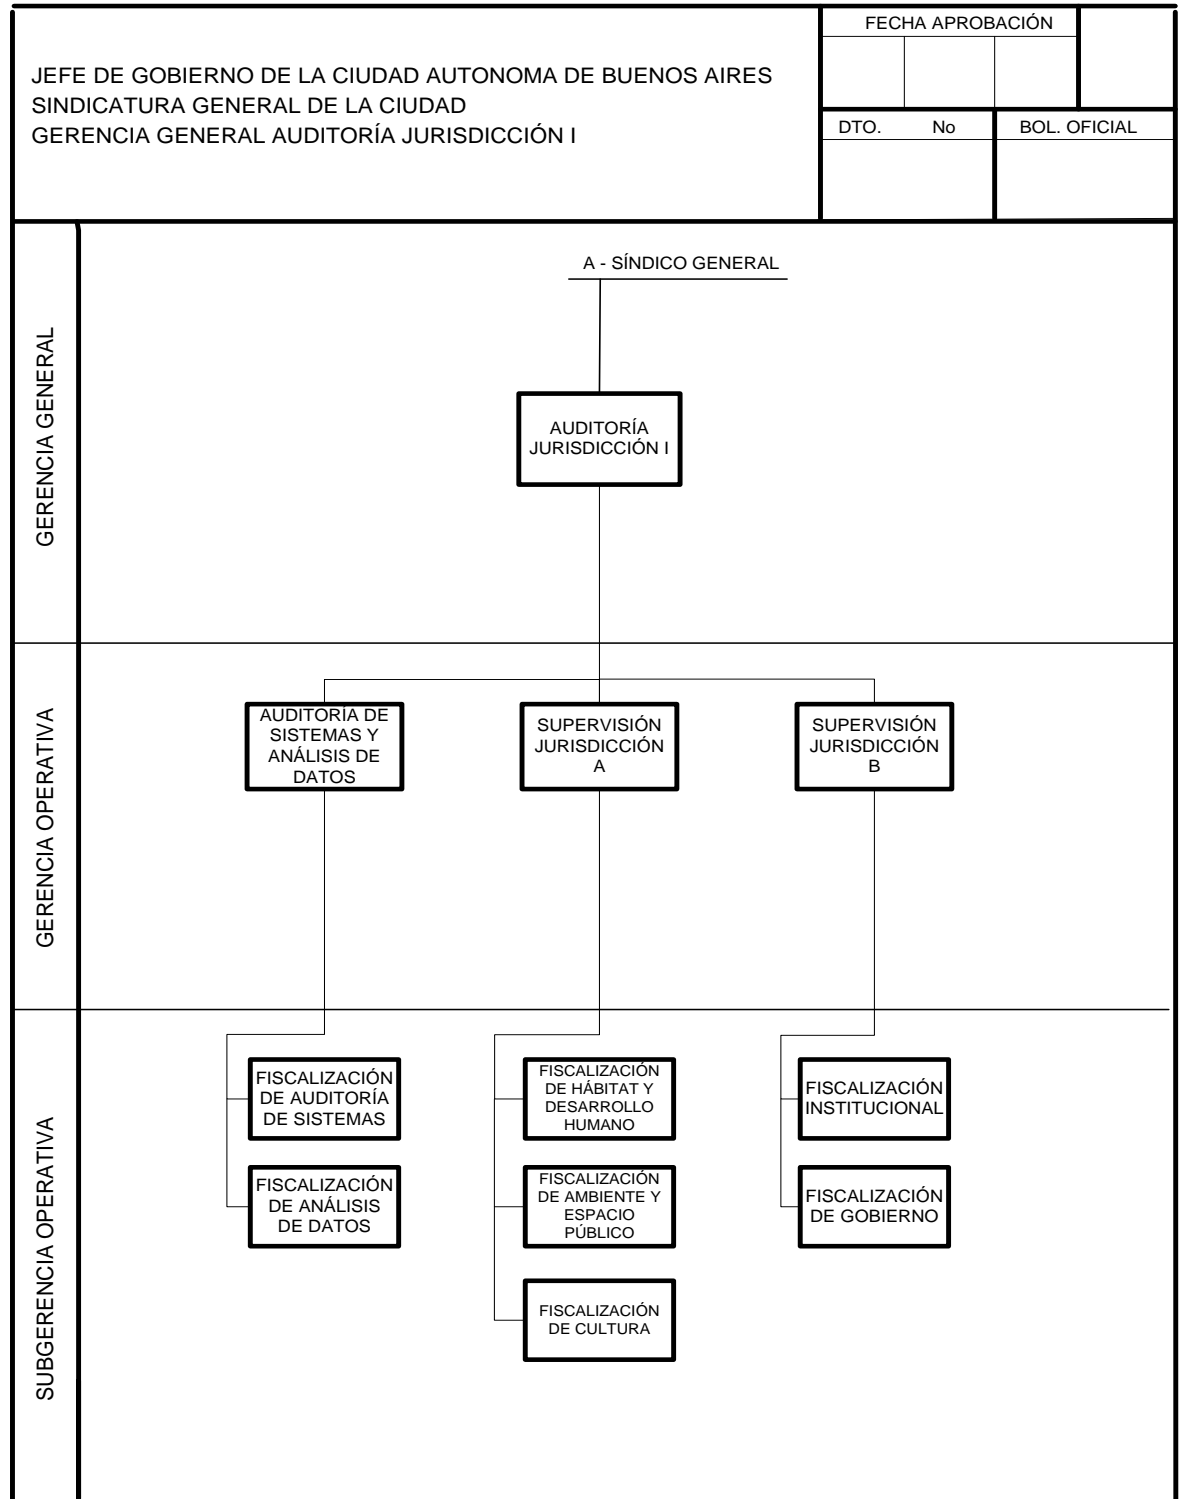 JEFE DE GOBIERNO DE LA CIUDAD AUTONOMA DE BUENOS AIRES
SINDICATURA GENERAL DE LA CIUDAD
GERENCIA GENERAL AUDITORÍA JURISDICCIÓN I
FECHA APROBACIÓN
DTO. No
BOL. OFICIAL
GERENCIA GENERAL
A - SÍNDICO GENERAL
AUDITORÍA
JURISDICCIÓN I
GERENCIA OPERATIVA
AUDITORÍA DE
SISTEMAS Y
ANÁLISIS DE
DATOS
SUPERVISIÓN
JURISDICCIÓN
A
SUPERVISIÓN
JURISDICCIÓN
B
SUBGERENCIA OPERATIVA
FISCALIZACIÓN
DE AUDITORÍA
DE SISTEMAS
FISCALIZACIÓN
DE ANÁLISIS
DE DATOS
FISCALIZACIÓN
DE HÁBITAT Y
DESARROLLO
HUMANO
FISCALIZACIÓN
DE AMBIENTE Y
ESPACIO
PÚBLICO
FISCALIZACIÓN
DE CULTURA
FISCALIZACIÓN
INSTITUCIONAL
FISCALIZACIÓN
DE GOBIERNO